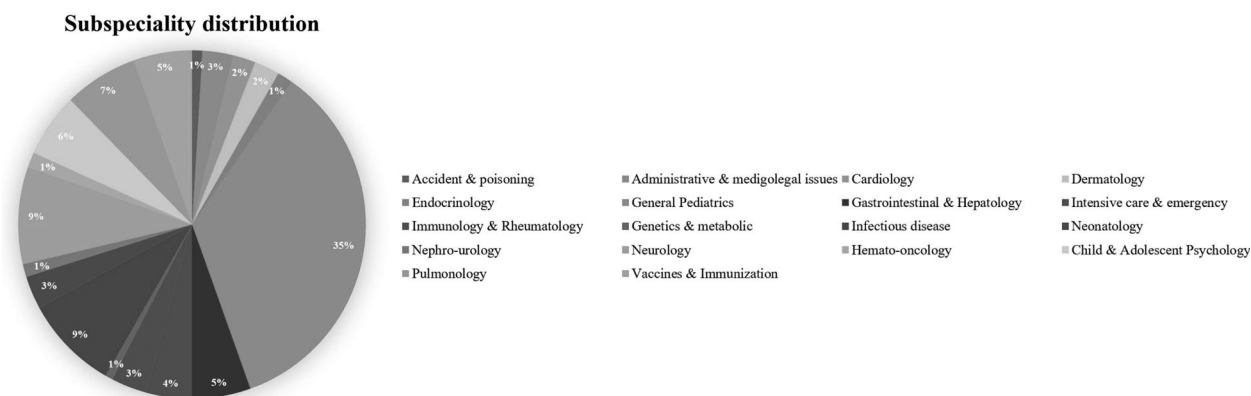 Subspeciality distribution
1%
3%
2%
2%
1%
35%
5%
4%
3%
1%
9%
3%
1%
9%
1%
6%
7%
5%
Accident & poisoning
Administrative & medigolegal issues
Cardiology
Dermatology
Endocrinology
General Pediatrics
Gastrointestinal & Hepatology
Intensive care & emergency
Immunology & Rheumatology
Genetics & metabolic
Infectious disease
Neonatology
Nephro-urology
Neurology
Hemato-oncology
Child & Adolescent Psychology
Pulmonology
Vaccines & Immunization